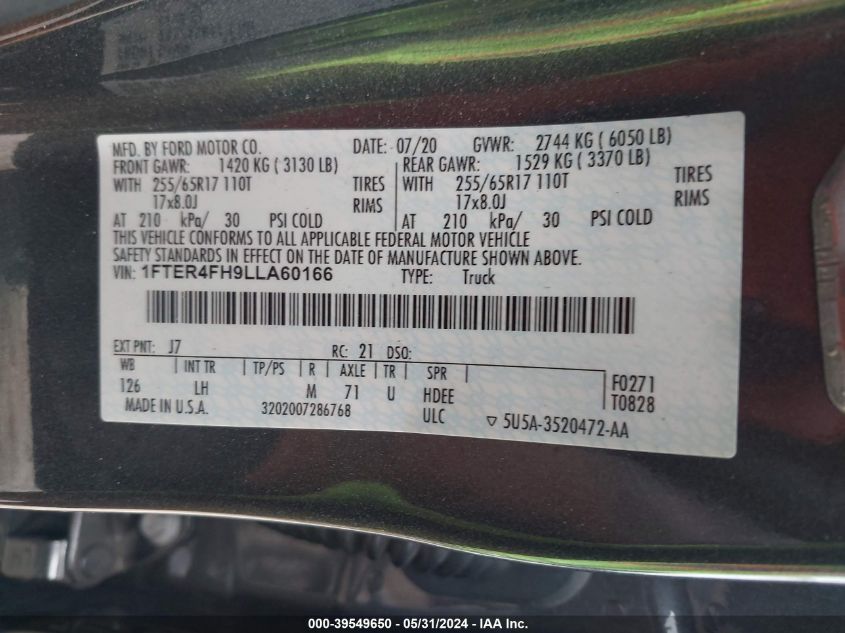 MFD. BY FORD MOTOR CO. DATE: 07/20 GVWR: 2744 KG ( 6050 LB)
FRONT GAWR: 1420 KG ( 3130 LB) REAR GAWR: 1529 KG ( 3370 LB)
WITH 255/65R17 110T TIRES WITH 255/65R17 110T TIRES
17x8.0J RIMS 17x8.0J RIMS
AT 210 kPa/ 30 PSI COLD AT 210 kPa/ 30 PSI COLD
THIS VEHICLE CONFORMS TO ALL APPLICABLE FEDERAL MOTOR VEHICLE
SAFETY STANDARDS IN EFFECT ON THE DATE OF MANUFACTURE SHOWN ABOVE.
VIN: 1FTER4FH9LLA60166 TYPE: Truck
EXT PNT: J7 RC: 21 DSO:
WB INT TR TP/PS R AXLE TR SPR
126 LH M 71 U HDEE F0271
MADE IN U.S.A. 3202007286768 ULC T0828
▽ 5U5A-3520472-AA
000-39549650 - 05/31/2024 - IAA Inc.